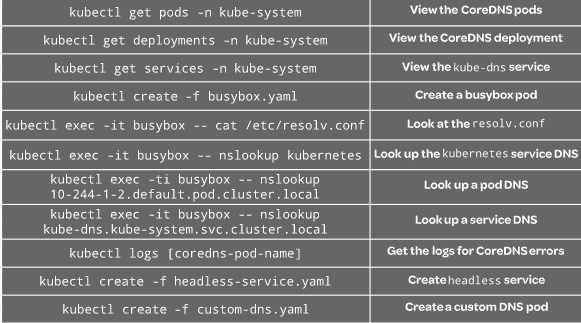 kubectl get pods -n kube-system View the CoreDNS pods
kubectl get deployments -n kube-system View the CoreDNS deployment
kubectl get services -n kube-system View the kube-dns service
kubectl create -f busybox.yaml Create a busybox pod
kubectl exec -it busybox -- cat /etc/resolv.conf Look at the resolv.conf
kubectl exec -it busybox -- nslookup kubernetes Look up the kubernetes service DNS
kubectl exec -ti busybox -- nslookup
10-244-1-2.default.pod.cluster.local
Look up a pod DNS
kubectl exec -it busybox -- nslookup
kube-dns.kube-system.svc.cluster.local
Look up a service DNS
kubectl logs [coredns-pod-name] Get the logs for CoreDNS errors
kubectl create -f headless-service.yaml Create headless service
kubectl create -f custom-dns.yaml Create a custom DNS pod